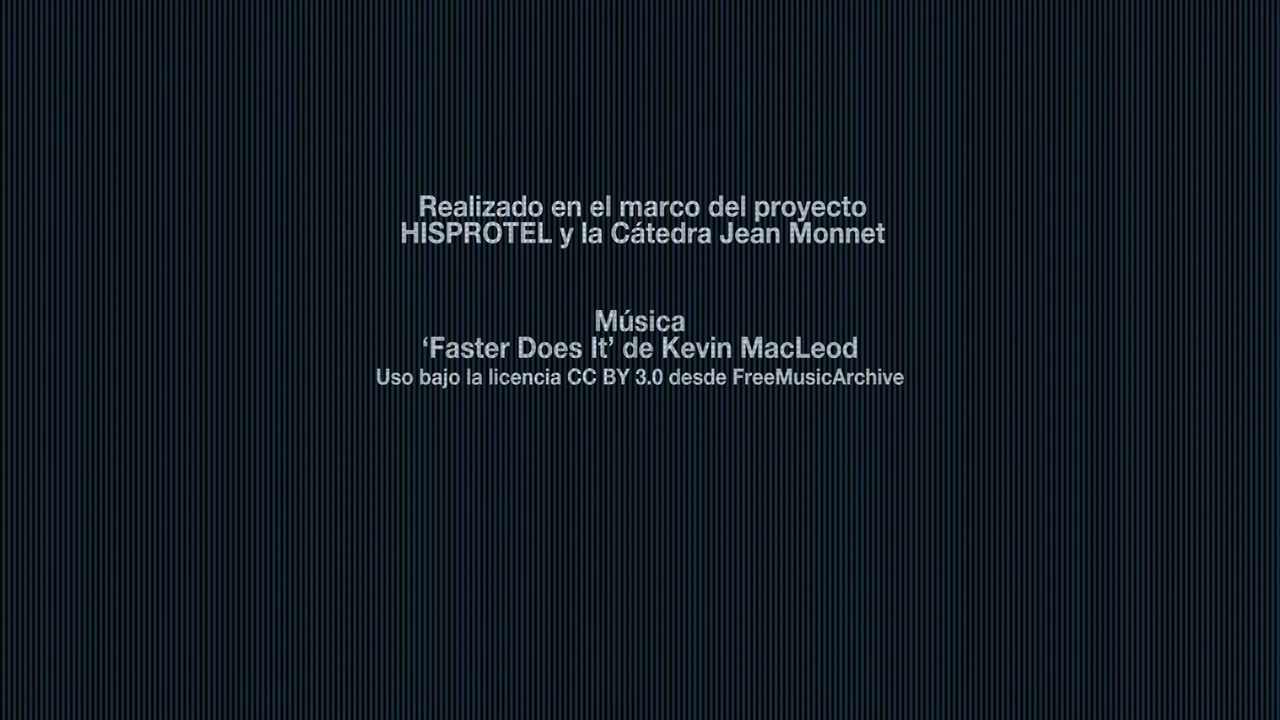 Realizado en el marco del proyecto
HISPROTEL y la Cátedra Jean Monnet
Música
‘Faster Does It’ de Kevin MacLeod
Uso bajo la licencia CC BY 3.0 desde FreeMusicArchive